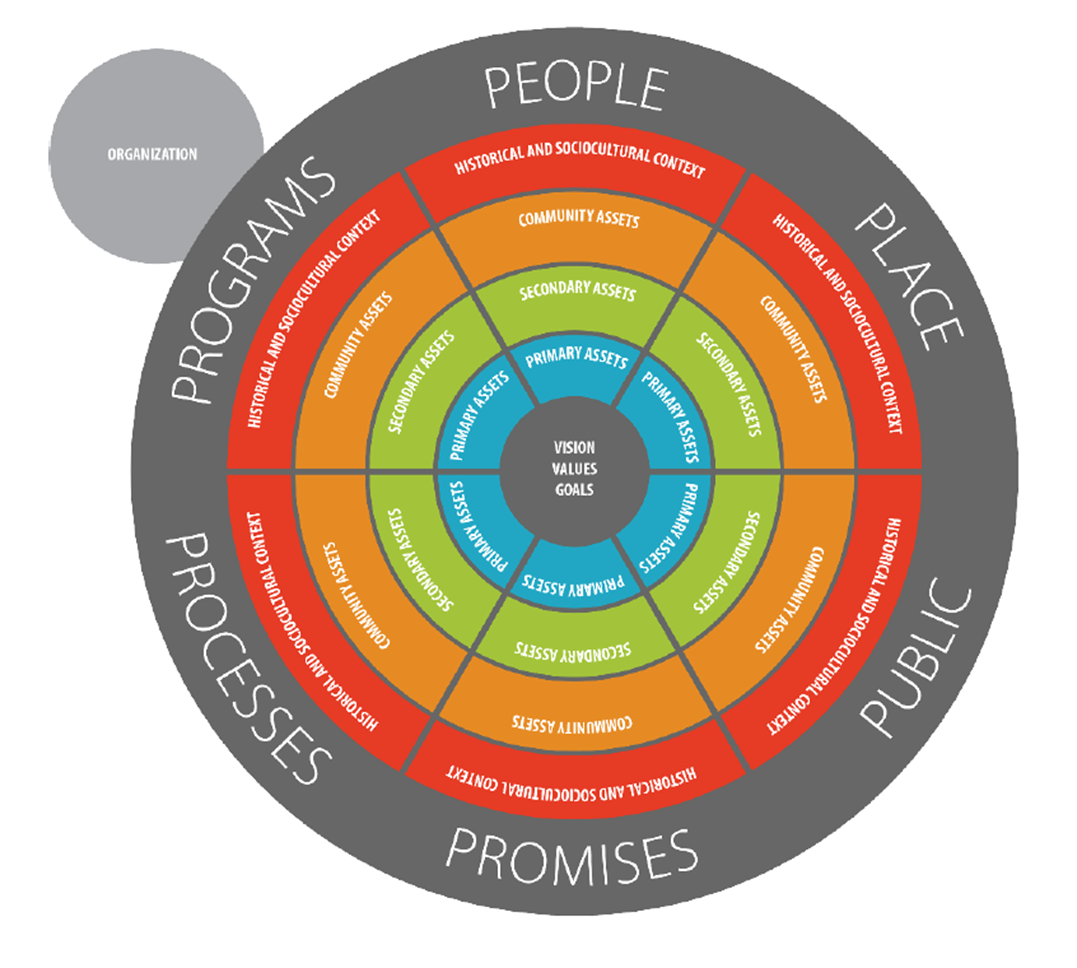 ORGANIZATION
PEOPLE
PLACE
PUBLIC
PROMISES
PROCESSES
PROGRAMS
HISTORICAL AND SOCIOCULTURAL CONTEXT
COMMUNITY ASSETS
SECONDARY ASSETS
PRIMARY ASSETS
HISTORICAL AND SOCIOCULTURAL CONTEXT
COMMUNITY ASSETS
SECONDARY ASSETS
PRIMARY ASSETS
HISTORICAL AND SOCIOCULTURAL CONTEXT
COMMUNITY ASSETS
SECONDARY ASSETS
PRIMARY ASSETS
HISTORICAL AND SOCIOCULTURAL CONTEXT
COMMUNITY ASSETS
SECONDARY ASSETS
PRIMARY ASSETS
HISTORICAL AND SOCIOCULTURAL CONTEXT
COMMUNITY ASSETS
SECONDARY ASSETS
PRIMARY ASSETS
HISTORICAL AND SOCIOCULTURAL CONTEXT
COMMUNITY ASSETS
SECONDARY ASSETS
PRIMARY ASSETS
VISION
VALUES
GOALS